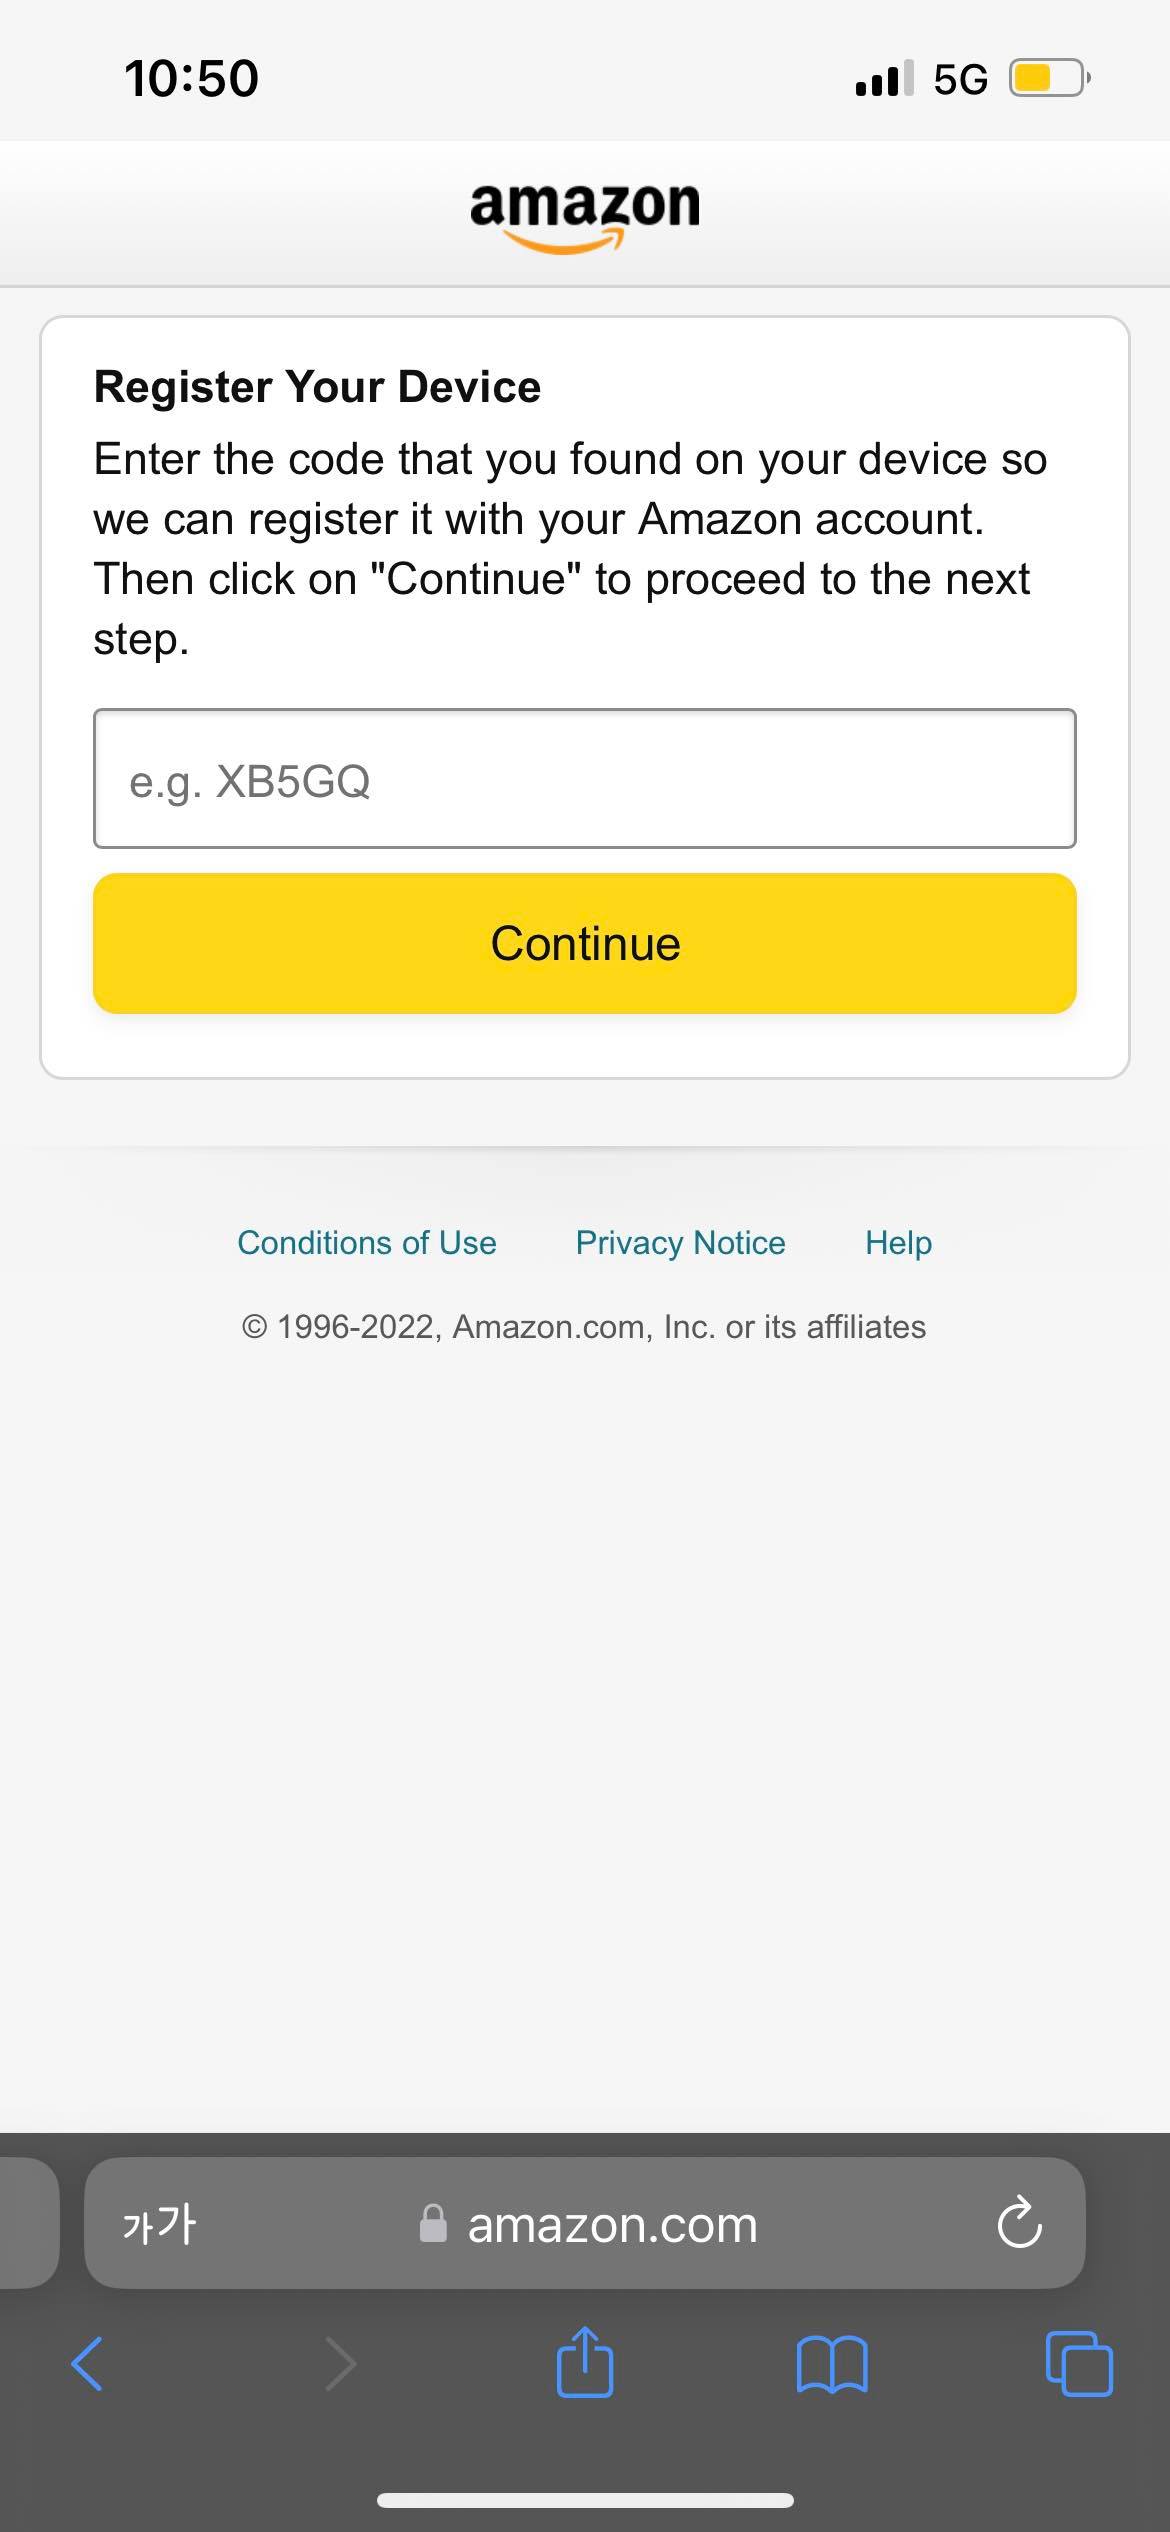 10:50
5G
amazon
Register Your Device
Enter the code that you found on your device so
we can register it with your Amazon account.
Then click on "Continue" to proceed to the next
step.
e.g. XB5GQ
Continue
Conditions of Use Privacy Notice Help
© 1996-2022, Amazon.com, Inc. or its affiliates
가가 amazon.com